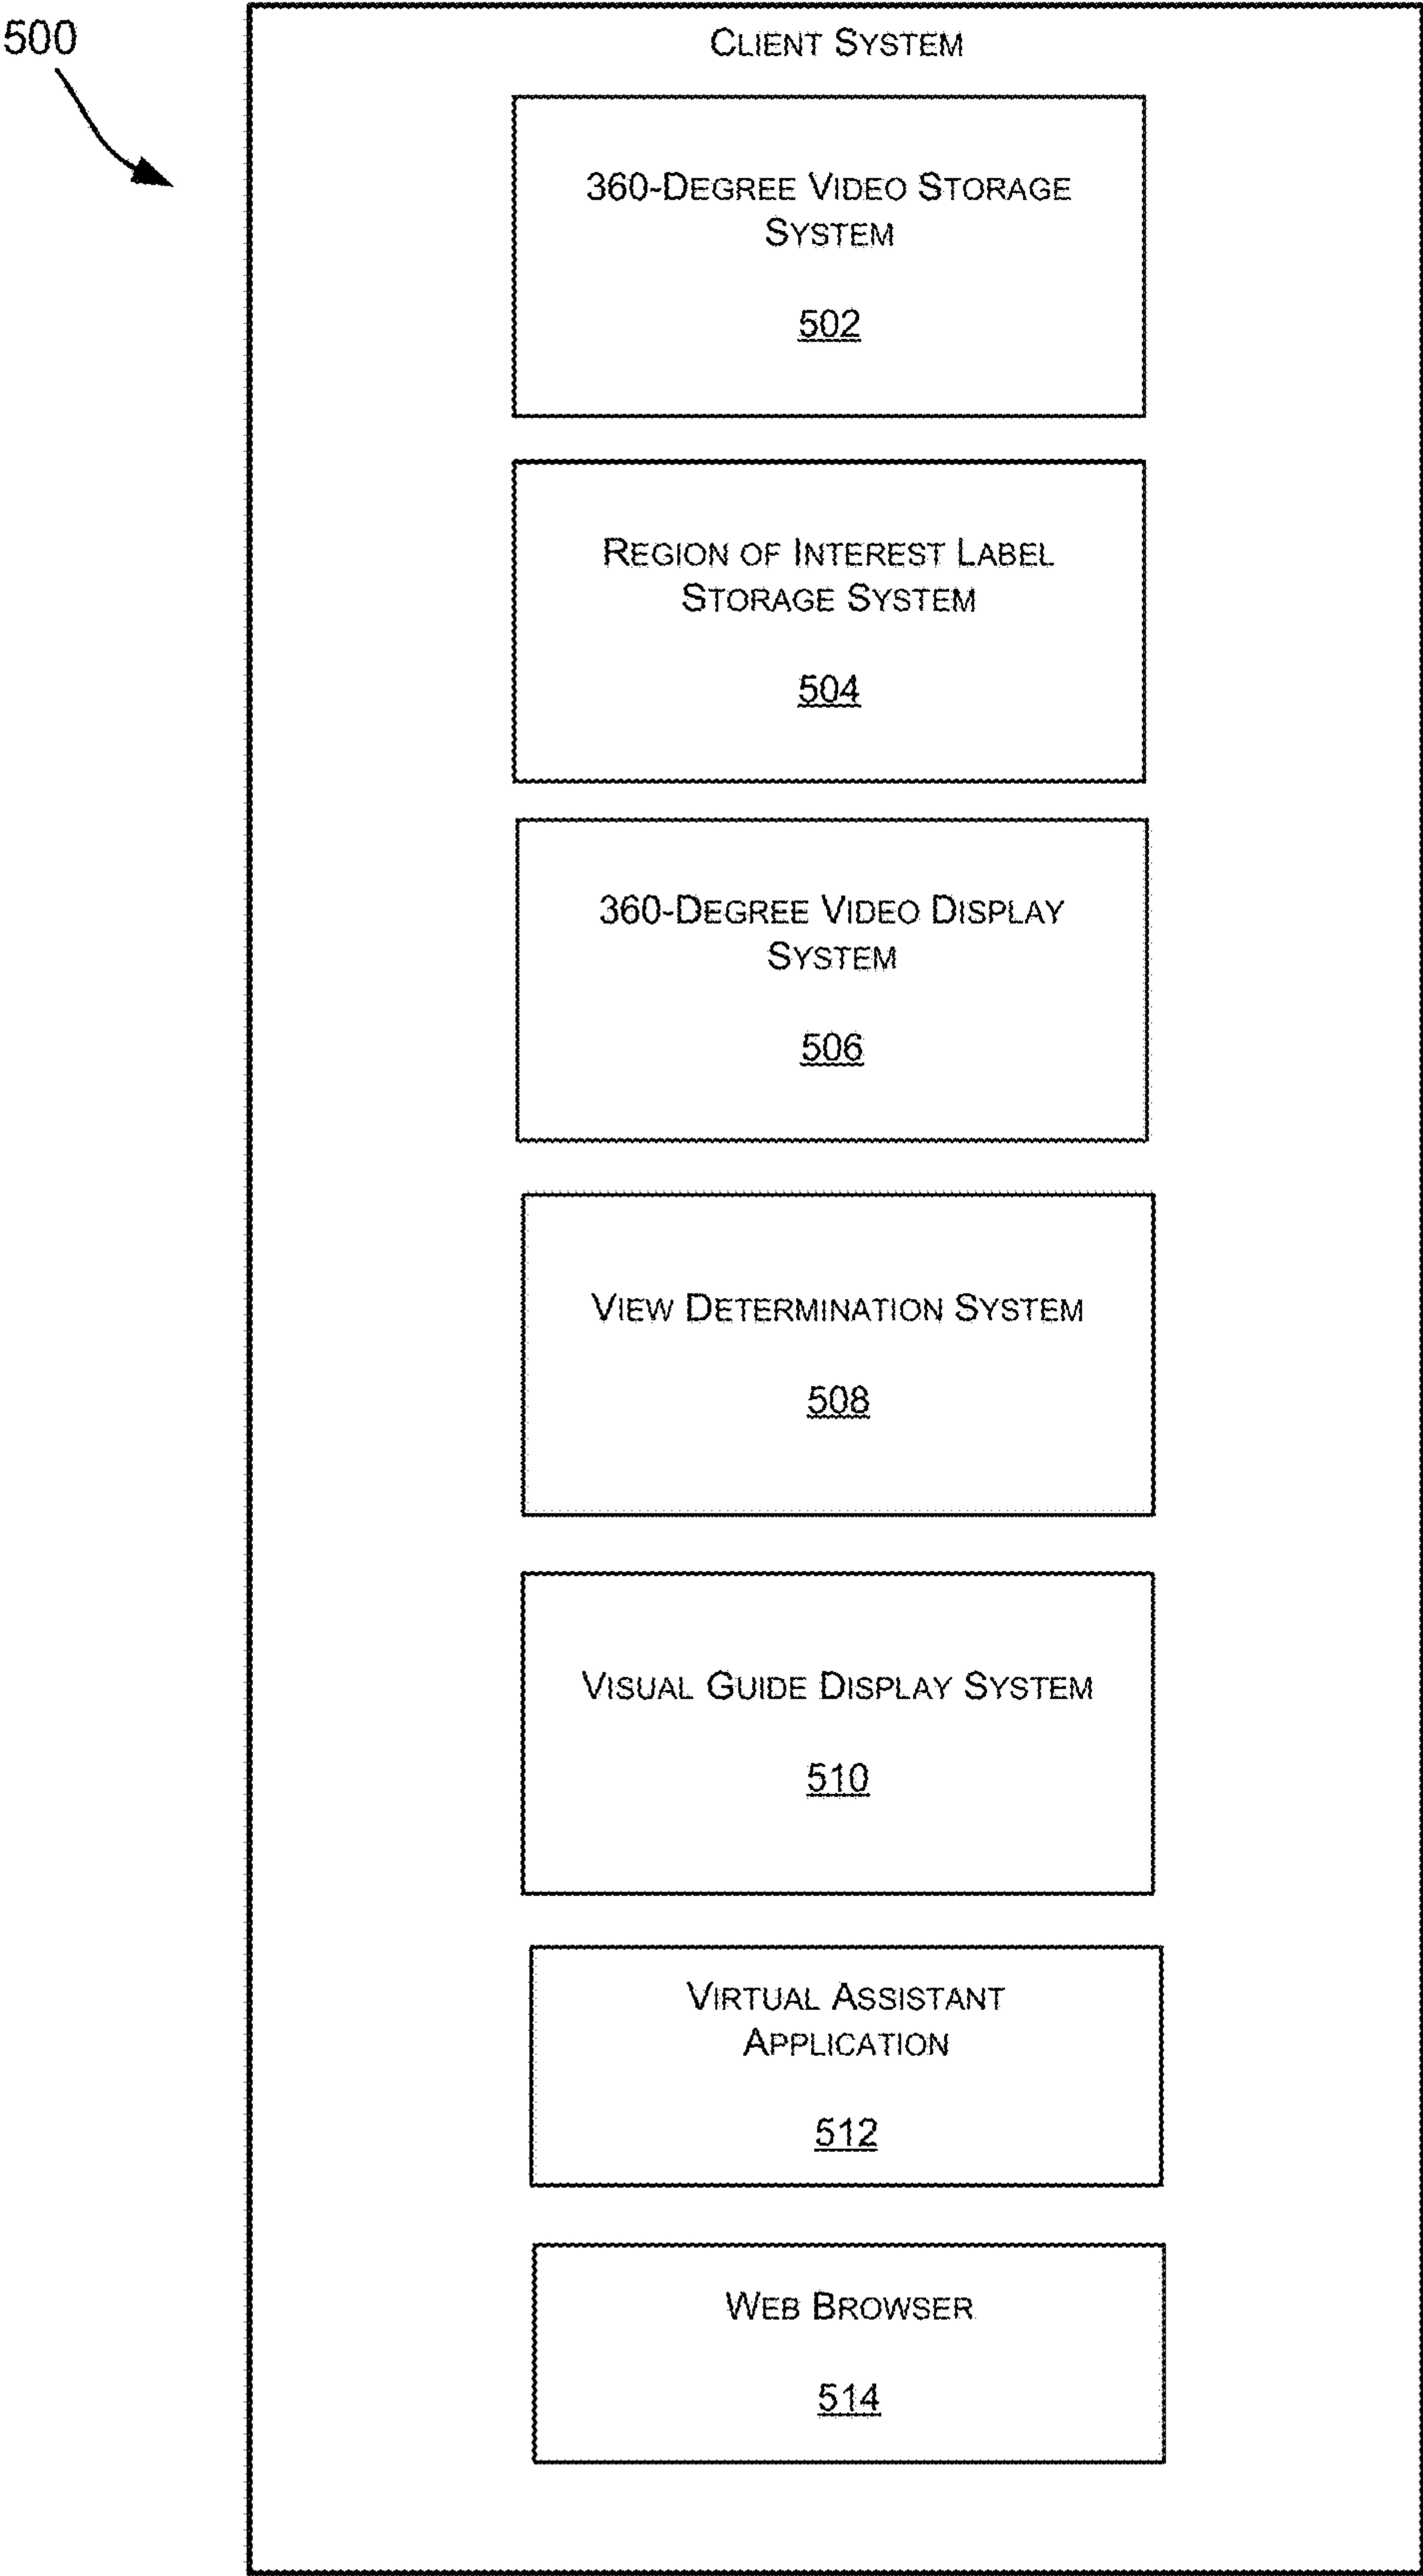 500
CLIENT SYSTEM
360-DEGREE VIDEO STORAGE
SYSTEM
502
REGION OF INTEREST LABEL
STORAGE SYSTEM
504
360-DEGREE VIDEO DISPLAY
SYSTEM
506
VIEW DETERMINATION SYSTEM
508
VISUAL GUIDE DISPLAY SYSTEM
510
VIRTUAL ASSISTANT
APPLICATION
512
WEB BROWSER
514